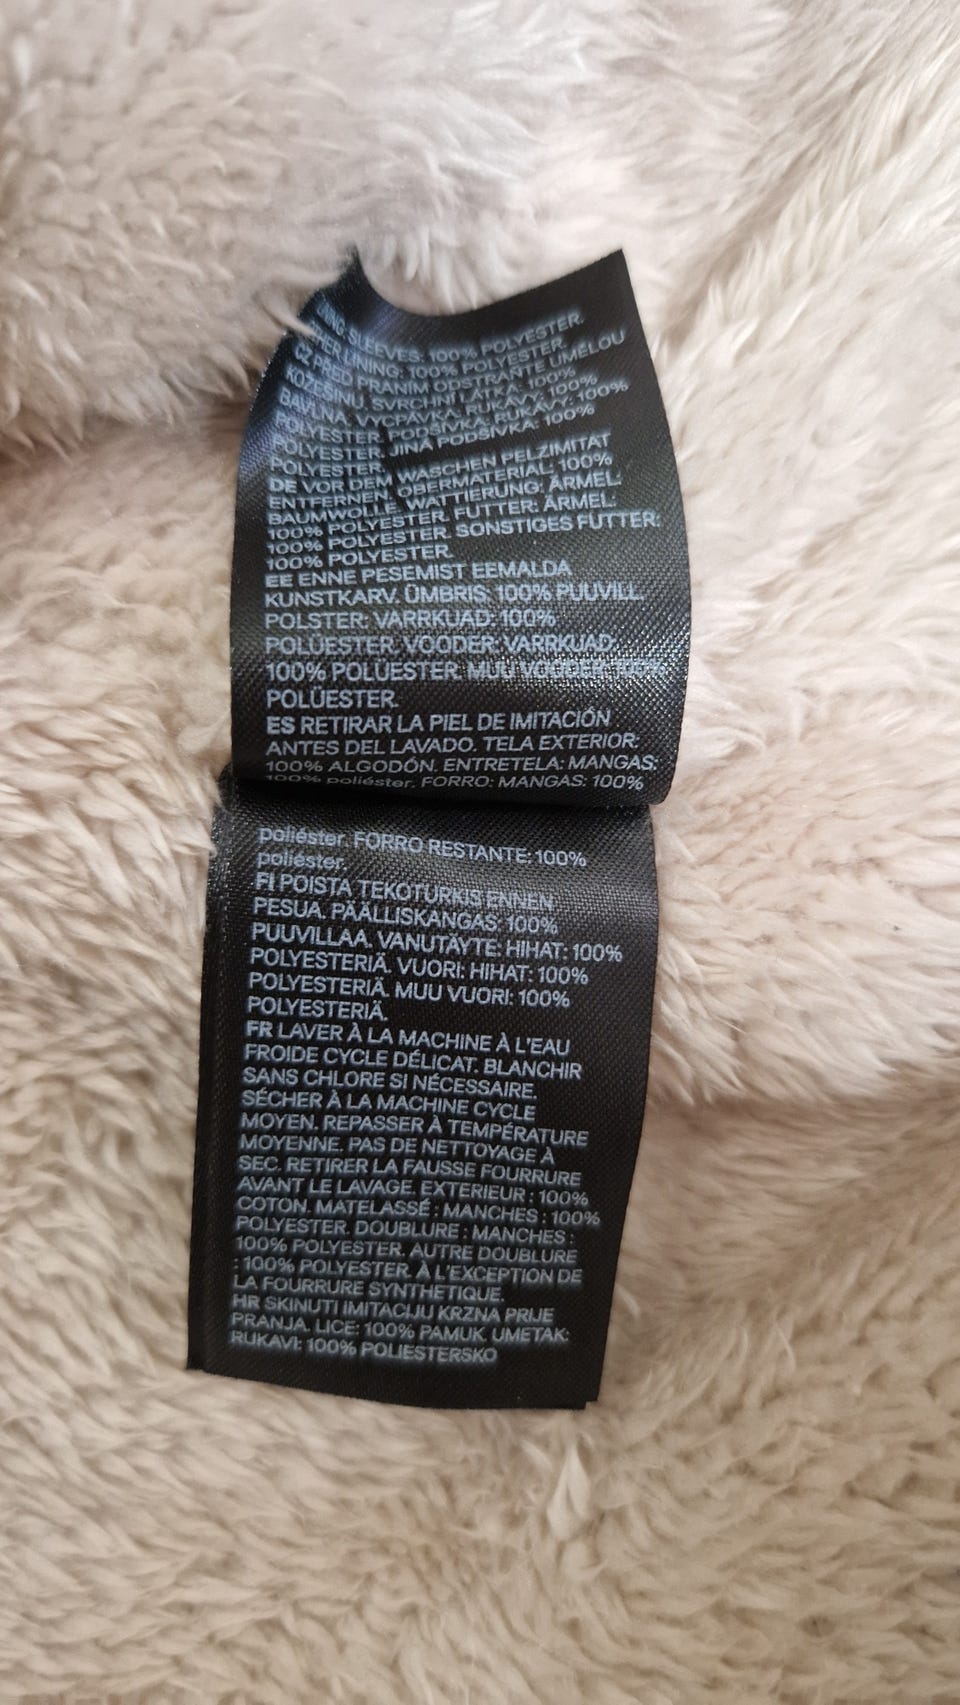 LINING: SLEEVES: 100% POLYESTER.
OTHER LINING: 100% POLYESTER.
CZ PŘED PRANÍM ODSTRAŇTE UMĚLOU
KOŽEŠINU. SVRCHNÍ LÁTKA: 100%
BAVLNA. VYCPÁVKA: RUKÁVY: 100%
POLYESTER. PODŠÍVKA: RUKÁVY: 100%
POLYESTER. JINÁ PODŠÍVKA: 100%
POLYESTER.
DE VOR DEM WASCHEN PELZIMITAT
ENTFERNEN. OBERMATERIAL: 100%
BAUMWOLLE. WATTIERUNG: ÄRMEL:
100% POLYESTER. FUTTER: ÄRMEL:
100% POLYESTER. SONSTIGES FUTTER:
100% POLYESTER.
EE ENNE PESEMIST EEMALDA
KUNSTKARV. ÜMBRIS: 100% PUUVILL.
POLSTER: VARRKUAD: 100%
POLÜESTER. VOODER: VARRKUAD:
100% POLÜESTER. MUU VOODER: 100%
POLÜESTER.
ES RETIRAR LA PIEL DE IMITACIÓN
ANTES DEL LAVADO. TELA EXTERIOR:
100% ALGODÓN. ENTRETELA: MANGAS:
100% poliéster. FORRO: MANGAS: 100%
poliéster. FORRO RESTANTE: 100%
poliéster.
FI POISTA TEKOTURKIS ENNEN
PESUA. PÄÄLLISKANGAS: 100%
PUUVILLAA. VANUTÄYTE: HIHAT: 100%
POLYESTERIÄ. VUORI: HIHAT: 100%
POLYESTERIÄ. MUU VUORI: 100%
POLYESTERIÄ.
FR LAVER À LA MACHINE À L'EAU
FROIDE CYCLE DÉLICAT. BLANCHIR
SANS CHLORE SI NÉCESSAIRE.
SÉCHER À LA MACHINE CYCLE
MOYEN. REPASSER À TEMPÉRATURE
MOYENNE. PAS DE NETTOYAGE À
SEC. RETIRER LA FAUSSE FOURRURE
AVANT LE LAVAGE. EXTERIEUR : 100%
COTON. MATELASSÉ : MANCHES : 100%
POLYESTER. DOUBLURE : MANCHES :
100% POLYESTER. AUTRE DOUBLURE
: 100% POLYESTER. À L'EXCEPTION DE
LA FOURRURE SYNTHETIQUE.
HR SKINUTI IMITACIJU KRZNA PRIJE
PRANJA. LICE: 100% PAMUK. UMETAK:
RUKAVI: 100% POLIESTERSKO